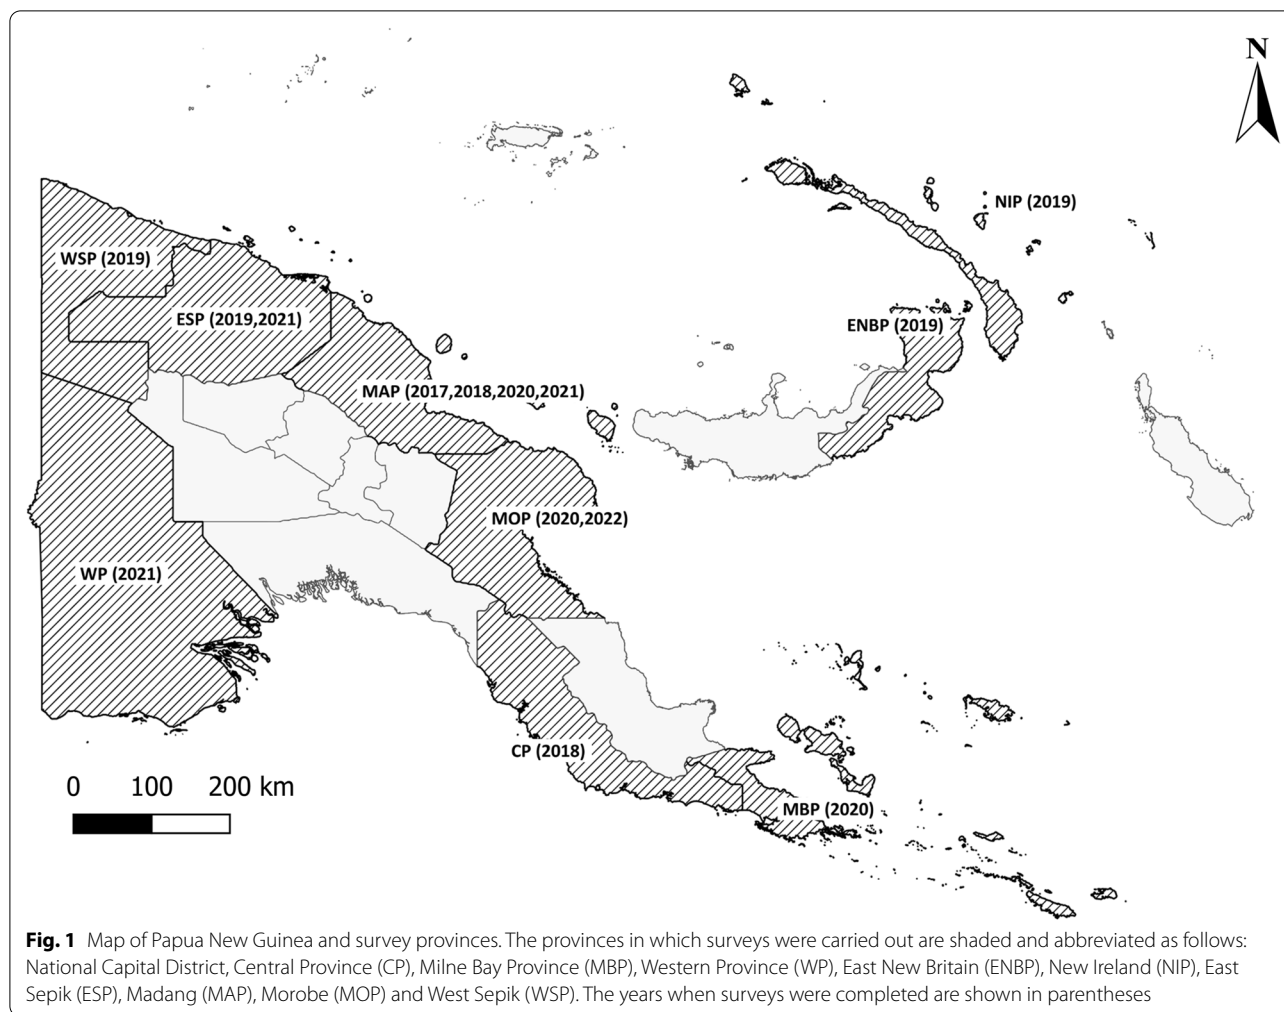 N
NIP (2019)
WSP (2019)
ESP (2019,2021)
ENBP (2019)
MAP (2017,2018,2020,2021)
MOP (2020,2022)
WP (2021)
CP (2018)
0 100 200 km
MBP (2020)
Fig. 1 Map of Papua New Guinea and survey provinces. The provinces in which surveys were carried out are shaded and abbreviated as follows:
National Capital District, Central Province (CP), Milne Bay Province (MBP), Western Province (WP), East New Britain (ENBP), New Ireland (NIP), East
Sepik (ESP), Madang (MAP), Morobe (MOP) and West Sepik (WSP). The years when surveys were completed are shown in parentheses